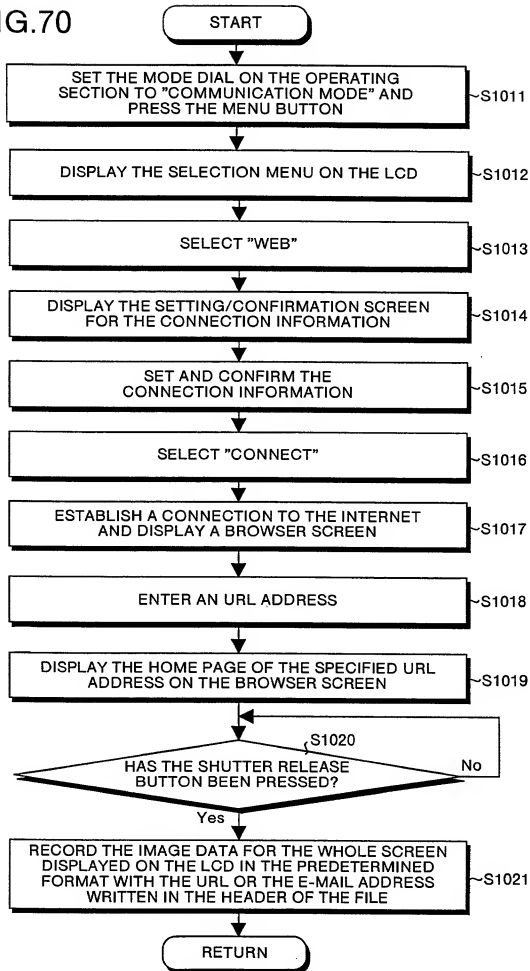 IG.70
START
SET THE MODE DIAL ON THE OPERATING
SECTION TO "COMMUNICATION MODE" AND
PRESS THE MENU BUTTON
S1011
DISPLAY THE SELECTION MENU ON THE LCD
S1012
SELECT "WEB"
S1013
DISPLAY THE SETTING/CONFIRMATION SCREEN
FOR THE CONNECTION INFORMATION
S1014
SET AND CONFIRM THE
CONNECTION INFORMATION
S1015
SELECT "CONNECT"
S1016
ESTABLISH A CONNECTION TO THE INTERNET
AND DISPLAY A BROWSER SCREEN
S1017
ENTER AN URL ADDRESS
S1018
DISPLAY THE HOME PAGE OF THE SPECIFIED URL
ADDRESS ON THE BROWSER SCREEN
S1019
S1020
HAS THE SHUTTER RELEASE
BUTTON BEEN PRESSED?
No
Yes
RECORD THE IMAGE DATA FOR THE WHOLE SCREEN
DISPLAYED ON THE LCD IN THE PREDETERMINED
FORMAT WITH THE URL OR THE E-MAIL ADDRESS
WRITTEN IN THE HEADER OF THE FILE
S1021
RETURN